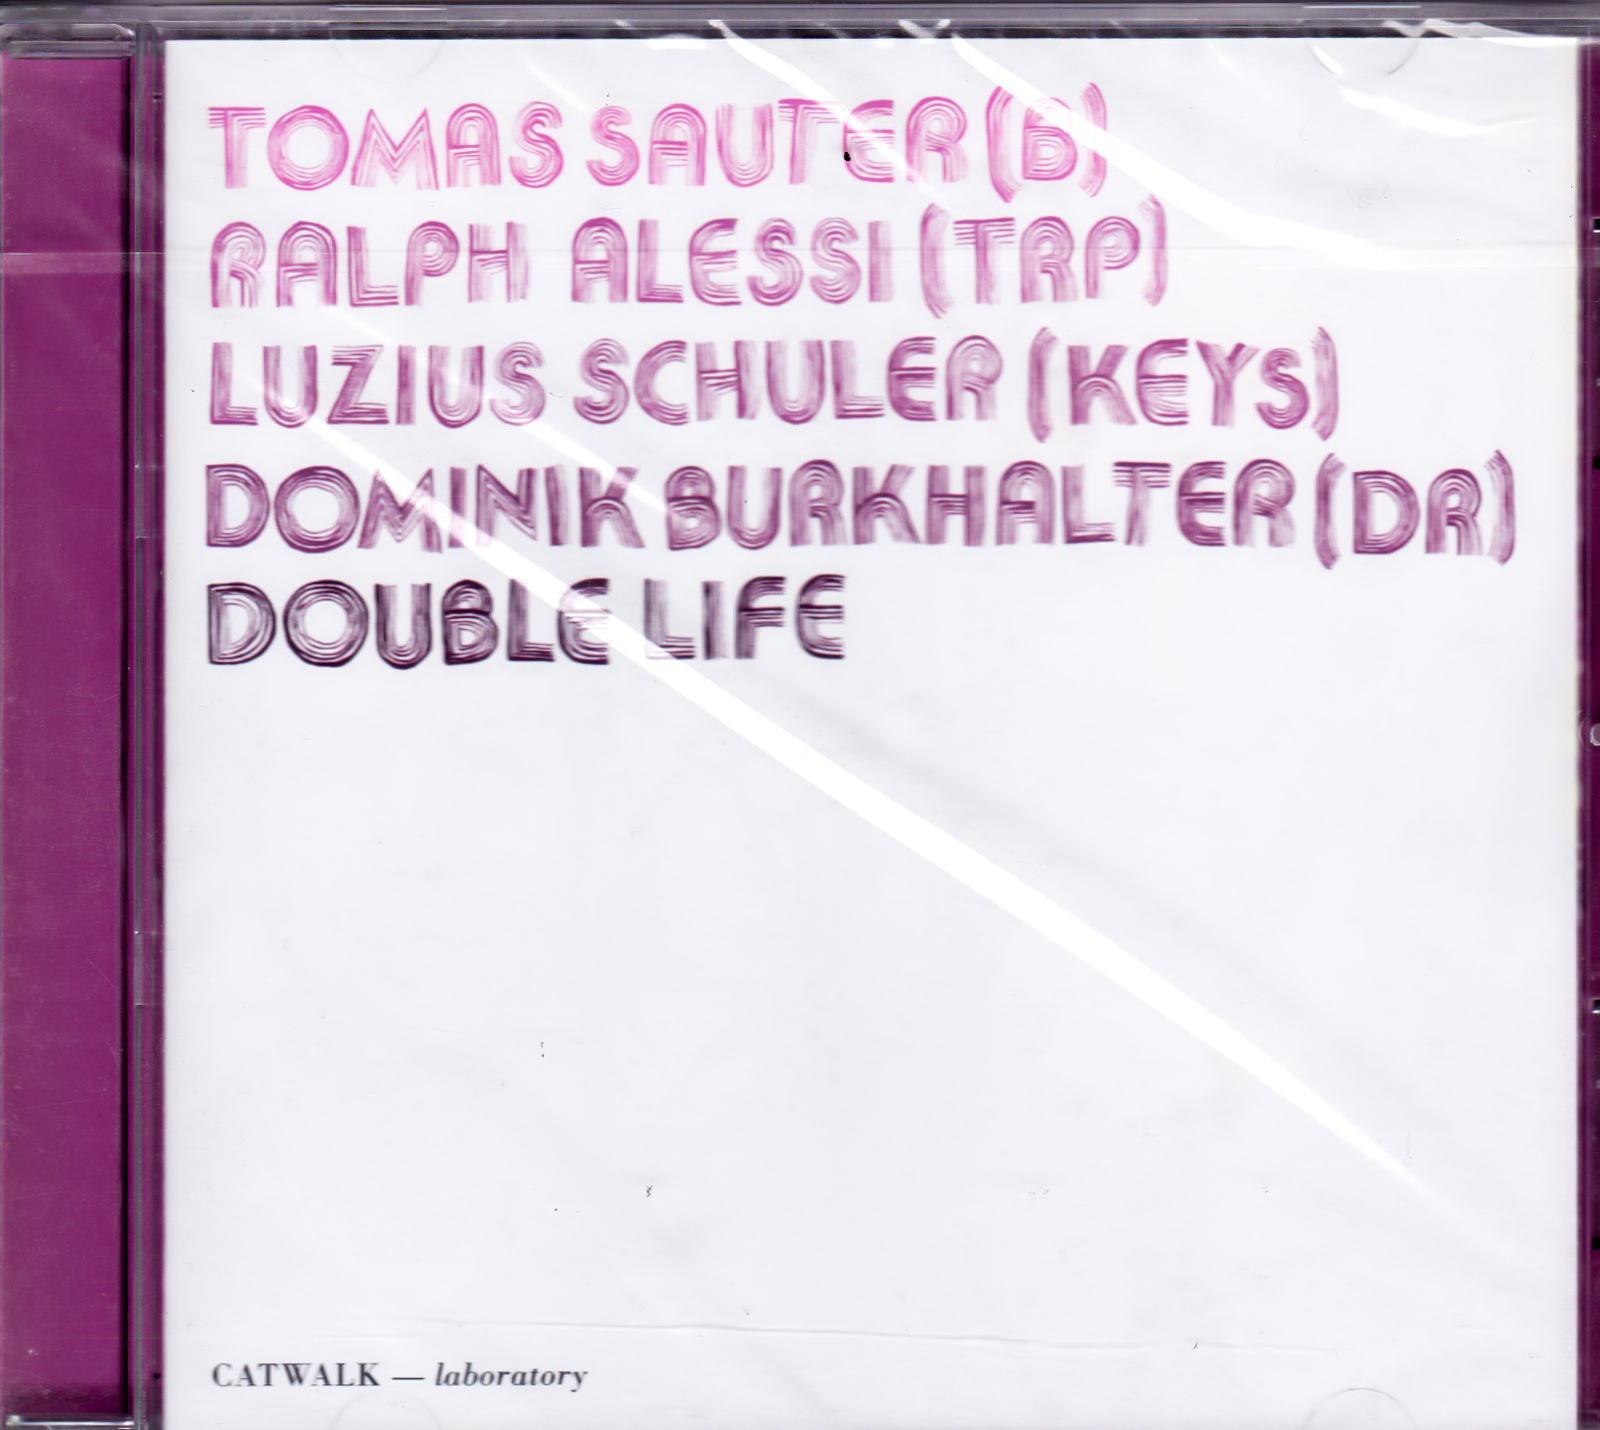 TOMAS SAUTER (B)
RALPH ALESSI (TRP)
LUZIUS SCHULER (KEYS)
DOMINIK BURKHALTER (DR)
DOUBLE LIFE
CATWALK — laboratory